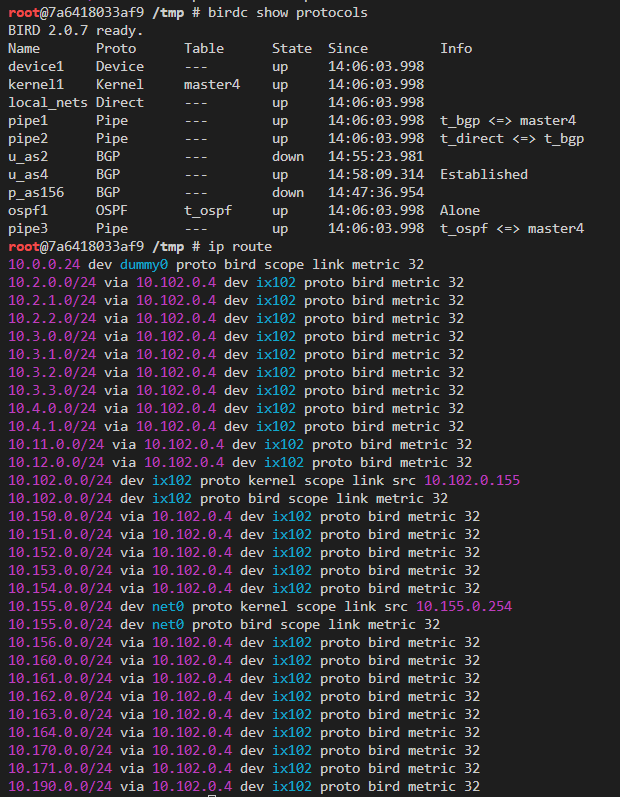 root@7a6418033af9 /tmp # birdc show protocols
BIRD 2.0.7 ready.
Name       Proto      Table      State  Since         Info
device1    Device     ---        up     14:06:03.998
kernel1    Kernel     master4    up     14:06:03.998
local_nets Direct     ---        up     14:06:03.998
pipe1      Pipe       ---        up     14:06:03.998  t_bgp <=> master4
pipe2      Pipe       ---        up     14:06:03.998  t_direct <=> t_bgp
u_as2      BGP        ---        down   14:55:23.981
u_as4      BGP        ---        up     14:58:09.314  Established
p_as156    BGP        ---        down   14:47:36.954
ospf1      OSPF       t_ospf     up     14:06:03.998  Alone
pipe3      Pipe       ---        up     14:06:03.998  t_ospf <=> master4
root@7a6418033af9 /tmp # ip route
10.0.0.24 dev dummy0 proto bird scope link metric 32
10.2.0.0/24 via 10.102.0.4 dev ix102 proto bird metric 32
10.2.1.0/24 via 10.102.0.4 dev ix102 proto bird metric 32
10.2.2.0/24 via 10.102.0.4 dev ix102 proto bird metric 32
10.3.0.0/24 via 10.102.0.4 dev ix102 proto bird metric 32
10.3.1.0/24 via 10.102.0.4 dev ix102 proto bird metric 32
10.3.2.0/24 via 10.102.0.4 dev ix102 proto bird metric 32
10.3.3.0/24 via 10.102.0.4 dev ix102 proto bird metric 32
10.4.0.0/24 via 10.102.0.4 dev ix102 proto bird metric 32
10.4.1.0/24 via 10.102.0.4 dev ix102 proto bird metric 32
10.11.0.0/24 via 10.102.0.4 dev ix102 proto bird metric 32
10.12.0.0/24 via 10.102.0.4 dev ix102 proto bird metric 32
10.102.0.0/24 dev ix102 proto kernel scope link src 10.102.0.155
10.102.0.0/24 dev ix102 proto bird scope link metric 32
10.150.0.0/24 via 10.102.0.4 dev ix102 proto bird metric 32
10.151.0.0/24 via 10.102.0.4 dev ix102 proto bird metric 32
10.152.0.0/24 via 10.102.0.4 dev ix102 proto bird metric 32
10.153.0.0/24 via 10.102.0.4 dev ix102 proto bird metric 32
10.154.0.0/24 via 10.102.0.4 dev ix102 proto bird metric 32
10.155.0.0/24 dev net0 proto kernel scope link src 10.155.0.254
10.155.0.0/24 dev net0 proto bird scope link metric 32
10.156.0.0/24 via 10.102.0.4 dev ix102 proto bird metric 32
10.160.0.0/24 via 10.102.0.4 dev ix102 proto bird metric 32
10.161.0.0/24 via 10.102.0.4 dev ix102 proto bird metric 32
10.162.0.0/24 via 10.102.0.4 dev ix102 proto bird metric 32
10.163.0.0/24 via 10.102.0.4 dev ix102 proto bird metric 32
10.164.0.0/24 via 10.102.0.4 dev ix102 proto bird metric 32
10.170.0.0/24 via 10.102.0.4 dev ix102 proto bird metric 32
10.171.0.0/24 via 10.102.0.4 dev ix102 proto bird metric 32
10.190.0.0/24 via 10.102.0.4 dev ix102 proto bird metric 32